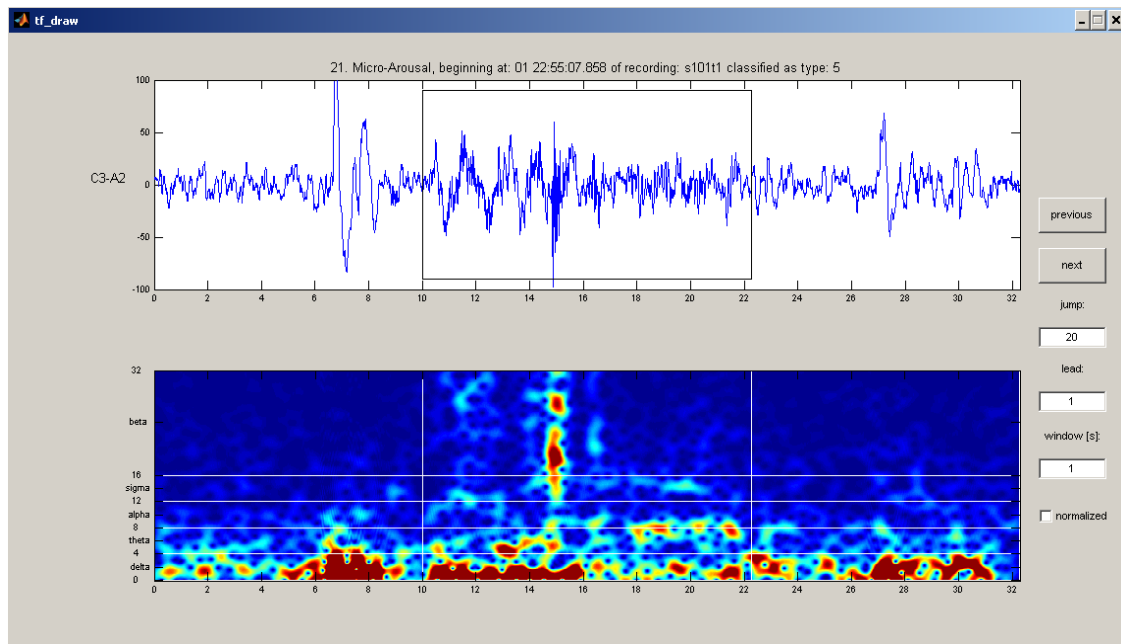 tf_draw
21. Micro-Arousal, beginning at: 01 22:55:07.858 of recording: s101t1 classified as type: 5
100
50
C3-A2
0
-50
-100
0 2 4 6 8 10 12 14 16 18 20 22 24 26 28 30 32
previous
next
jump:
20
lead:
1
window [s]:
1
normalized
32
beta
16
sigma
12
alpha
8
theta
4
delta
0
0 2 4 6 8 10 12 14 16 18 20 22 24 26 28 30 32